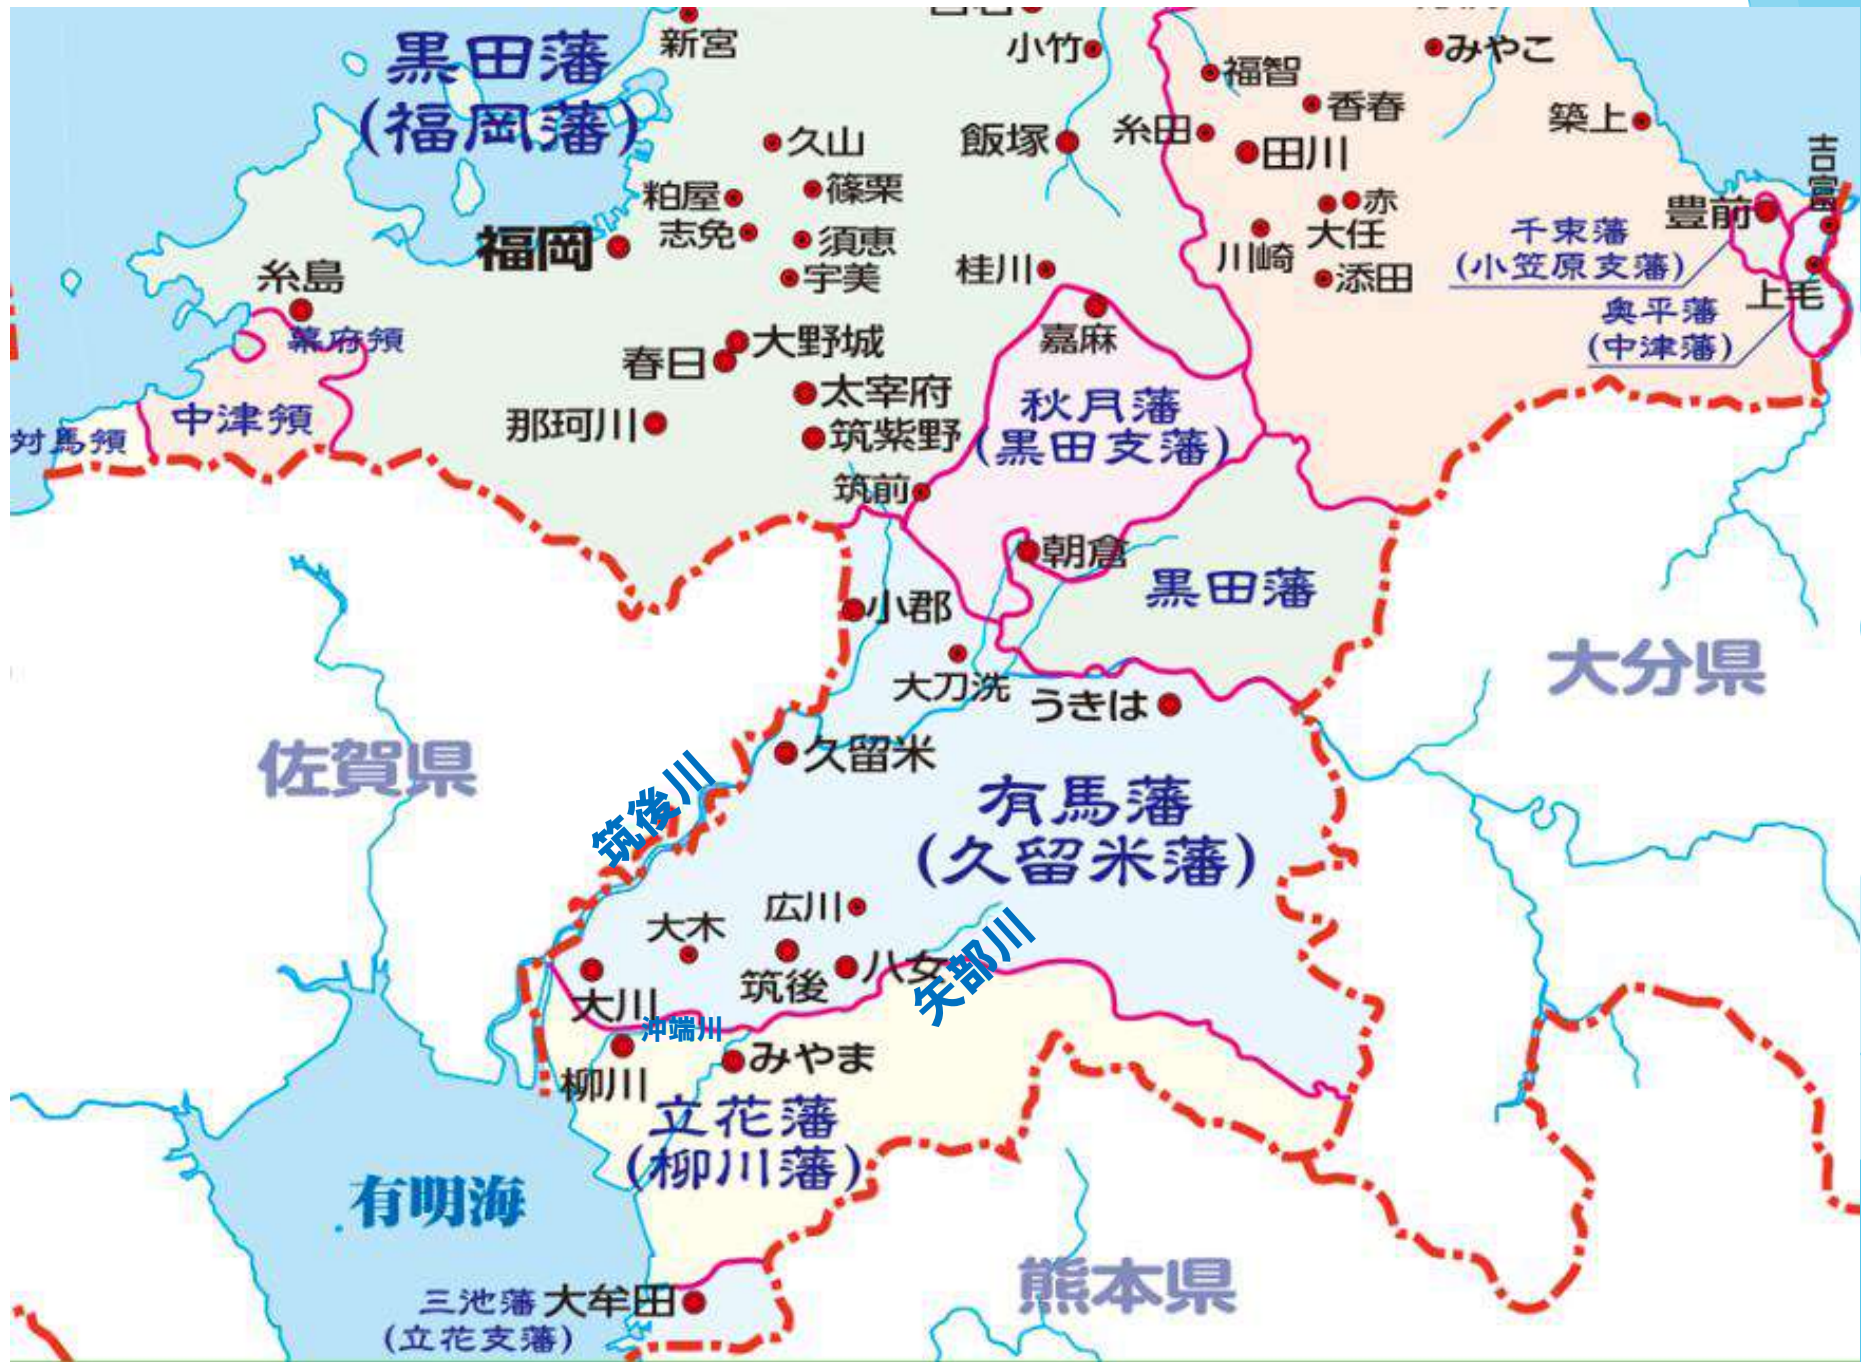 新宮
小竹
みやこ
黒田藩
(福岡藩)
福智
香春
築上
久山
飯塚
糸田
田川
吉富
粕屋
篠栗
赤
豊前
志免
須恵
大任
千束藩
(小笠原支藩)
福岡
宇美
桂川
川崎
添田
上毛
糸島
幕府領
大野城
春日
嘉麻
奥平藩
(中津藩)
太宰府
中津領
対馬領
那珂川
筑紫野
秋月藩
(黒田支藩)
筑前
朝倉
黒田藩
小郡
大刀洗
うきは
大分県
佐賀県
久留米
筑後川
有馬藩
(久留米藩)
広川
大木
筑後
八女
矢部川
大川
沖端川
みやま
柳川
立花藩
(柳川藩)
有明海
熊本県
三池藩
(立花支藩)
大牟田